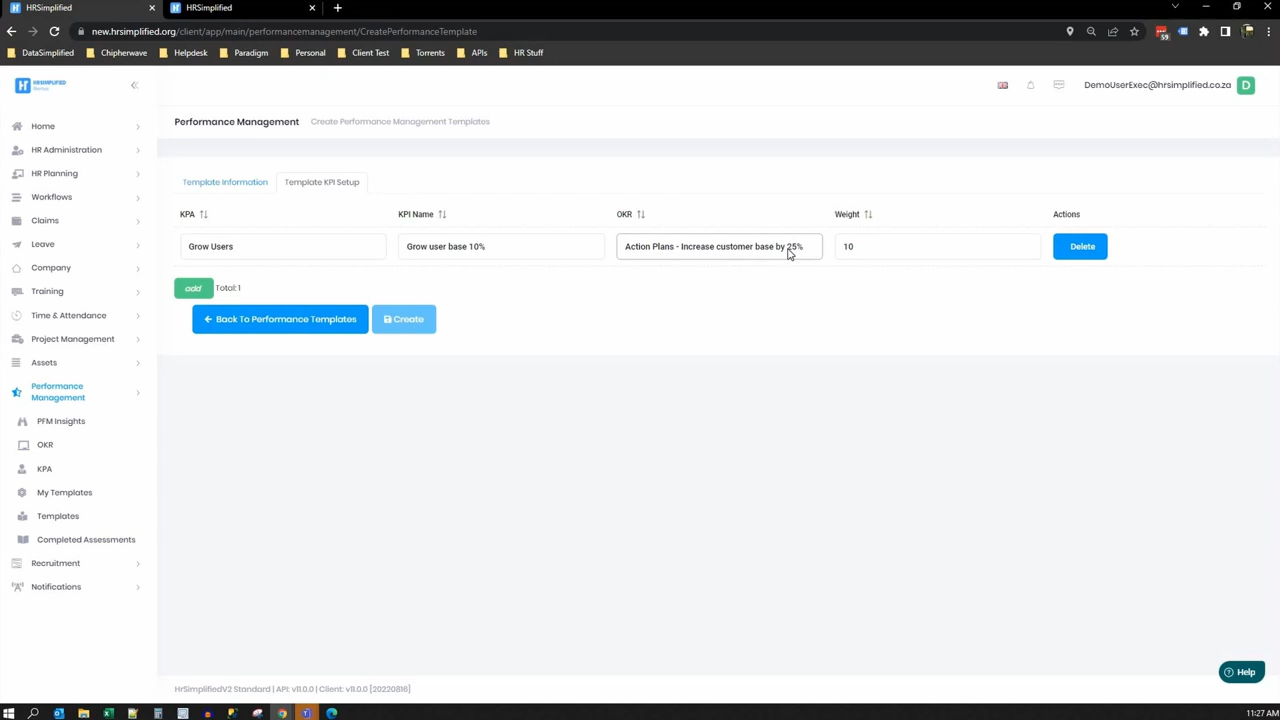 HRSimplified
HRSimplified
new.hrsimplified.org/client/app/main/performancemanagement/CreatePerformanceTemplate
59
DataSimplified Chipherwave Helpdesk Paradigm Personal Client Test Torrents APIs HR Stuff
HRSIMPLIFIED
DemoUserExec@hrsimplified.co.za D
Performance Management Create Performance Management Templates
Home
HR Administration
HR Planning
Workflows
Claims
Leave
Company
Training
Time & Attendance
Project Management
Assets
Performance
Management
PFM Insights
OKR
KPA
My Templates
Templates
Completed Assessments
Recruitment
Notifications
Template Information Template KPI Setup
KPA KPI Name OKR Weight Actions
Grow Users Grow user base 10% Action Plans - Increase customer base by 25% 10 Delete
add Total: 1
Back To Performance Templates Create
Help
HrSimplifiedV2 Standard | API: v11.0.0 | Client: v11.0.0 [20220816]
11:27 AM